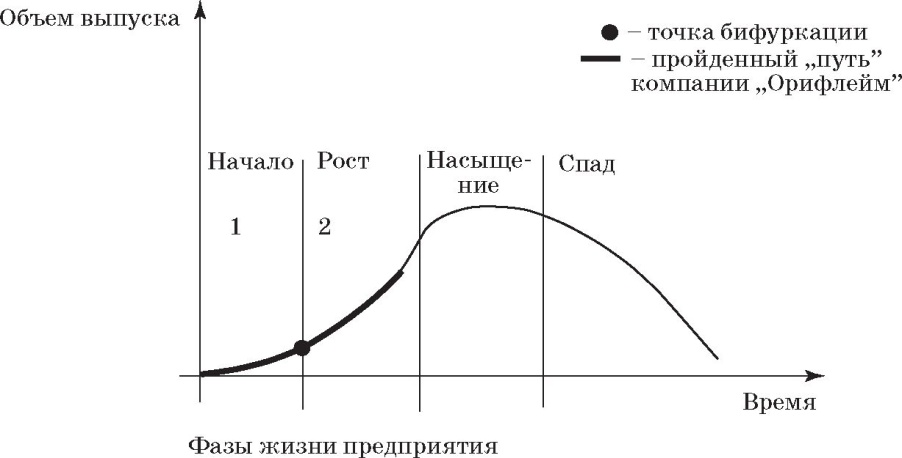 Объем выпуска
– точка бифуркации
– пройденный „путь”
компании „Орифлейм”
Начало
Рост
Насыще-
ние
Спад
1
2
Время
Фазы жизни предприятия